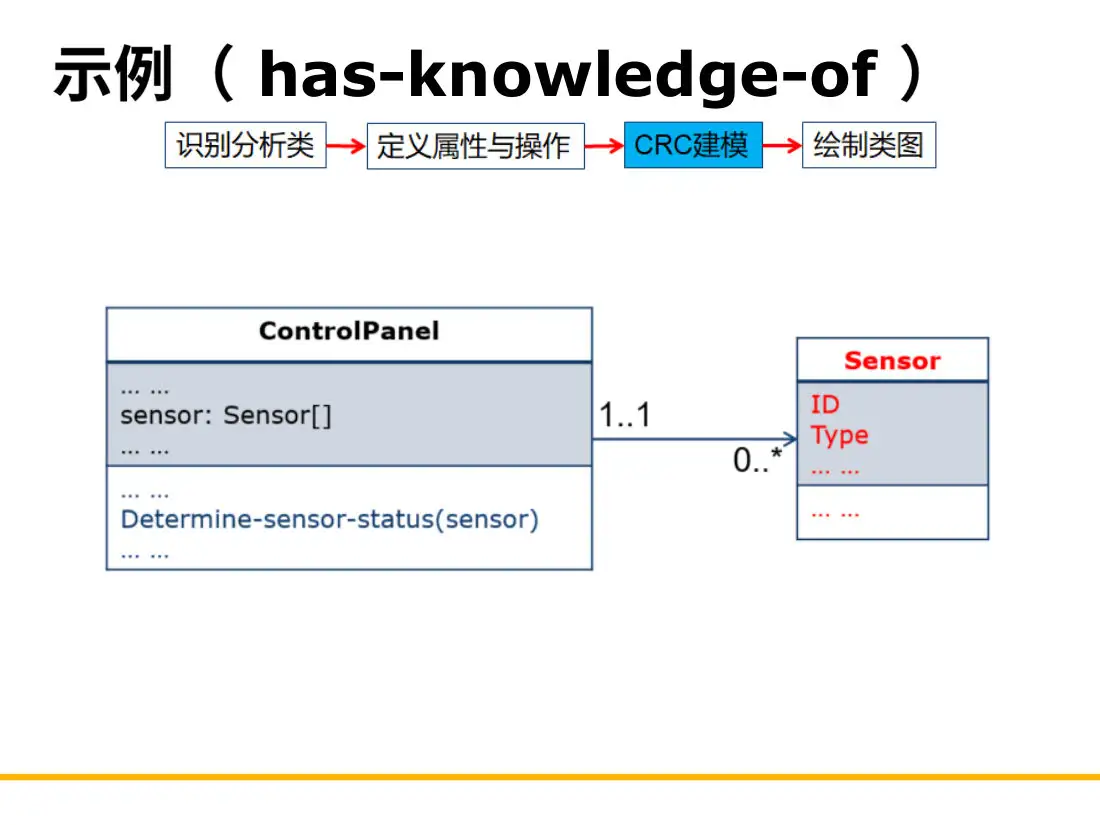 示例（ has-knowledge-of ）
识别分析类 定义属性与操作 CRC建模 绘制类图
ControlPanel
... ...
sensor: Sensor[]
... ...
... ...
Determine-sensor-status(sensor)
... ...
1..1
0..*
Sensor
ID
Type
... ...
... ...